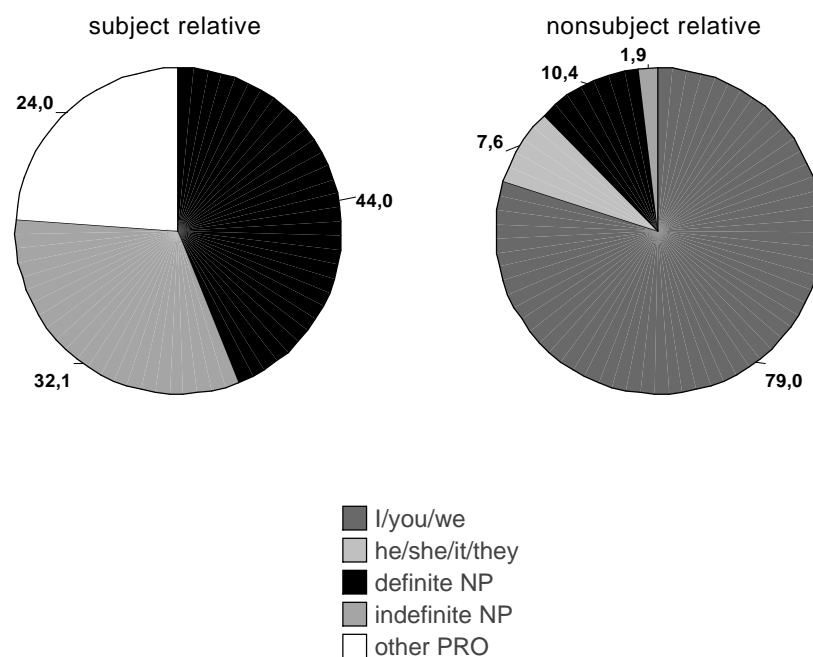 subject relative
nonsubject relative
24,0
44,0
32,1
1,9
10,4
7,6
79,0
I/you/we
he/she/it/they
definite NP
indefinite NP
other PRO